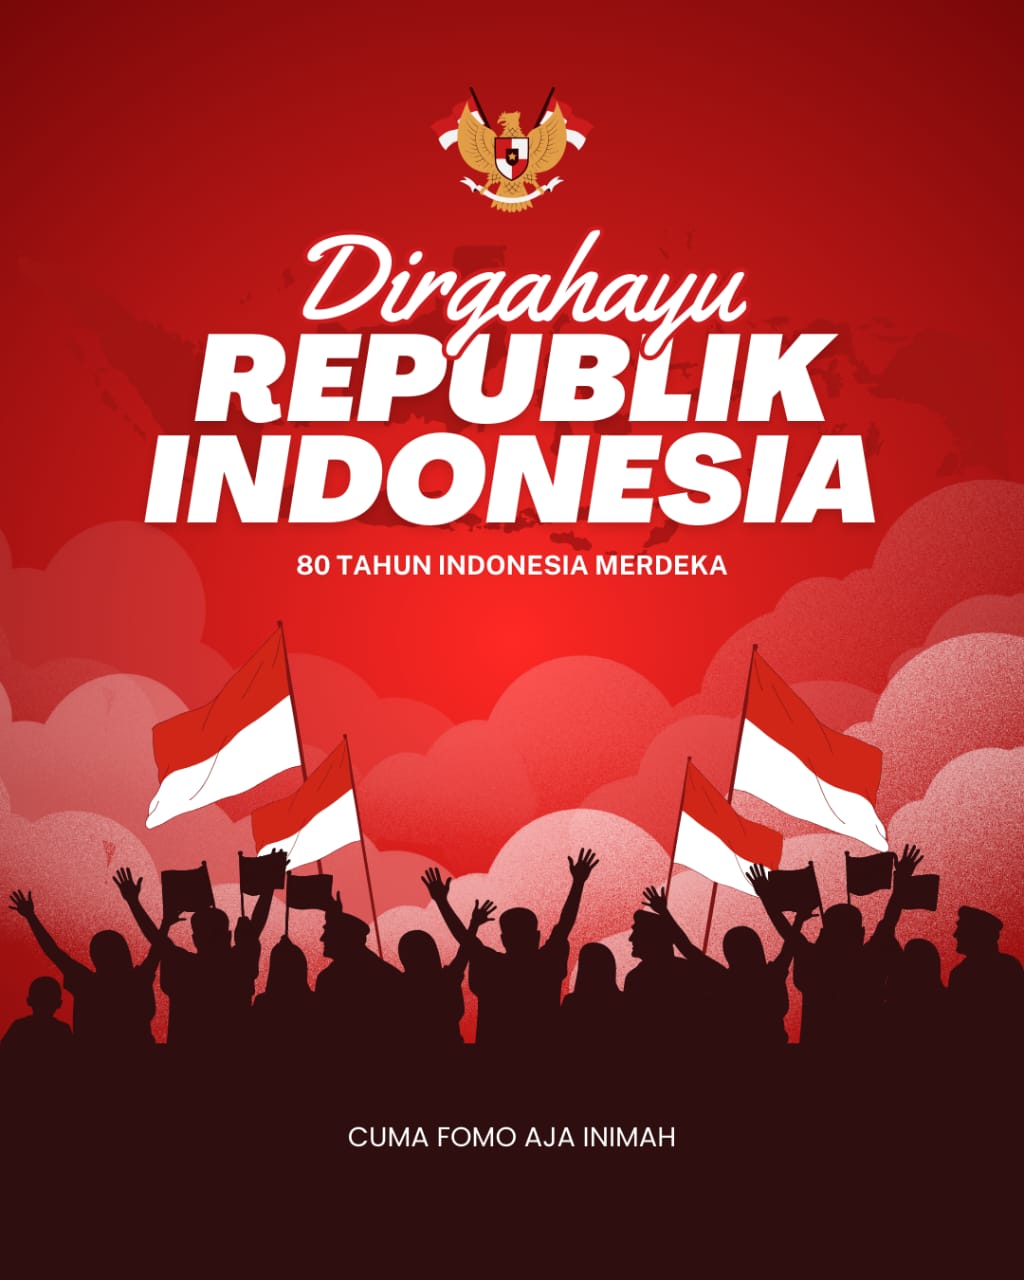 Dirgahayu
REPUBLIK
INDONESIA
80 TAHUN INDONESIA MERDEKA
CUMA FOMO AJA INIMAH